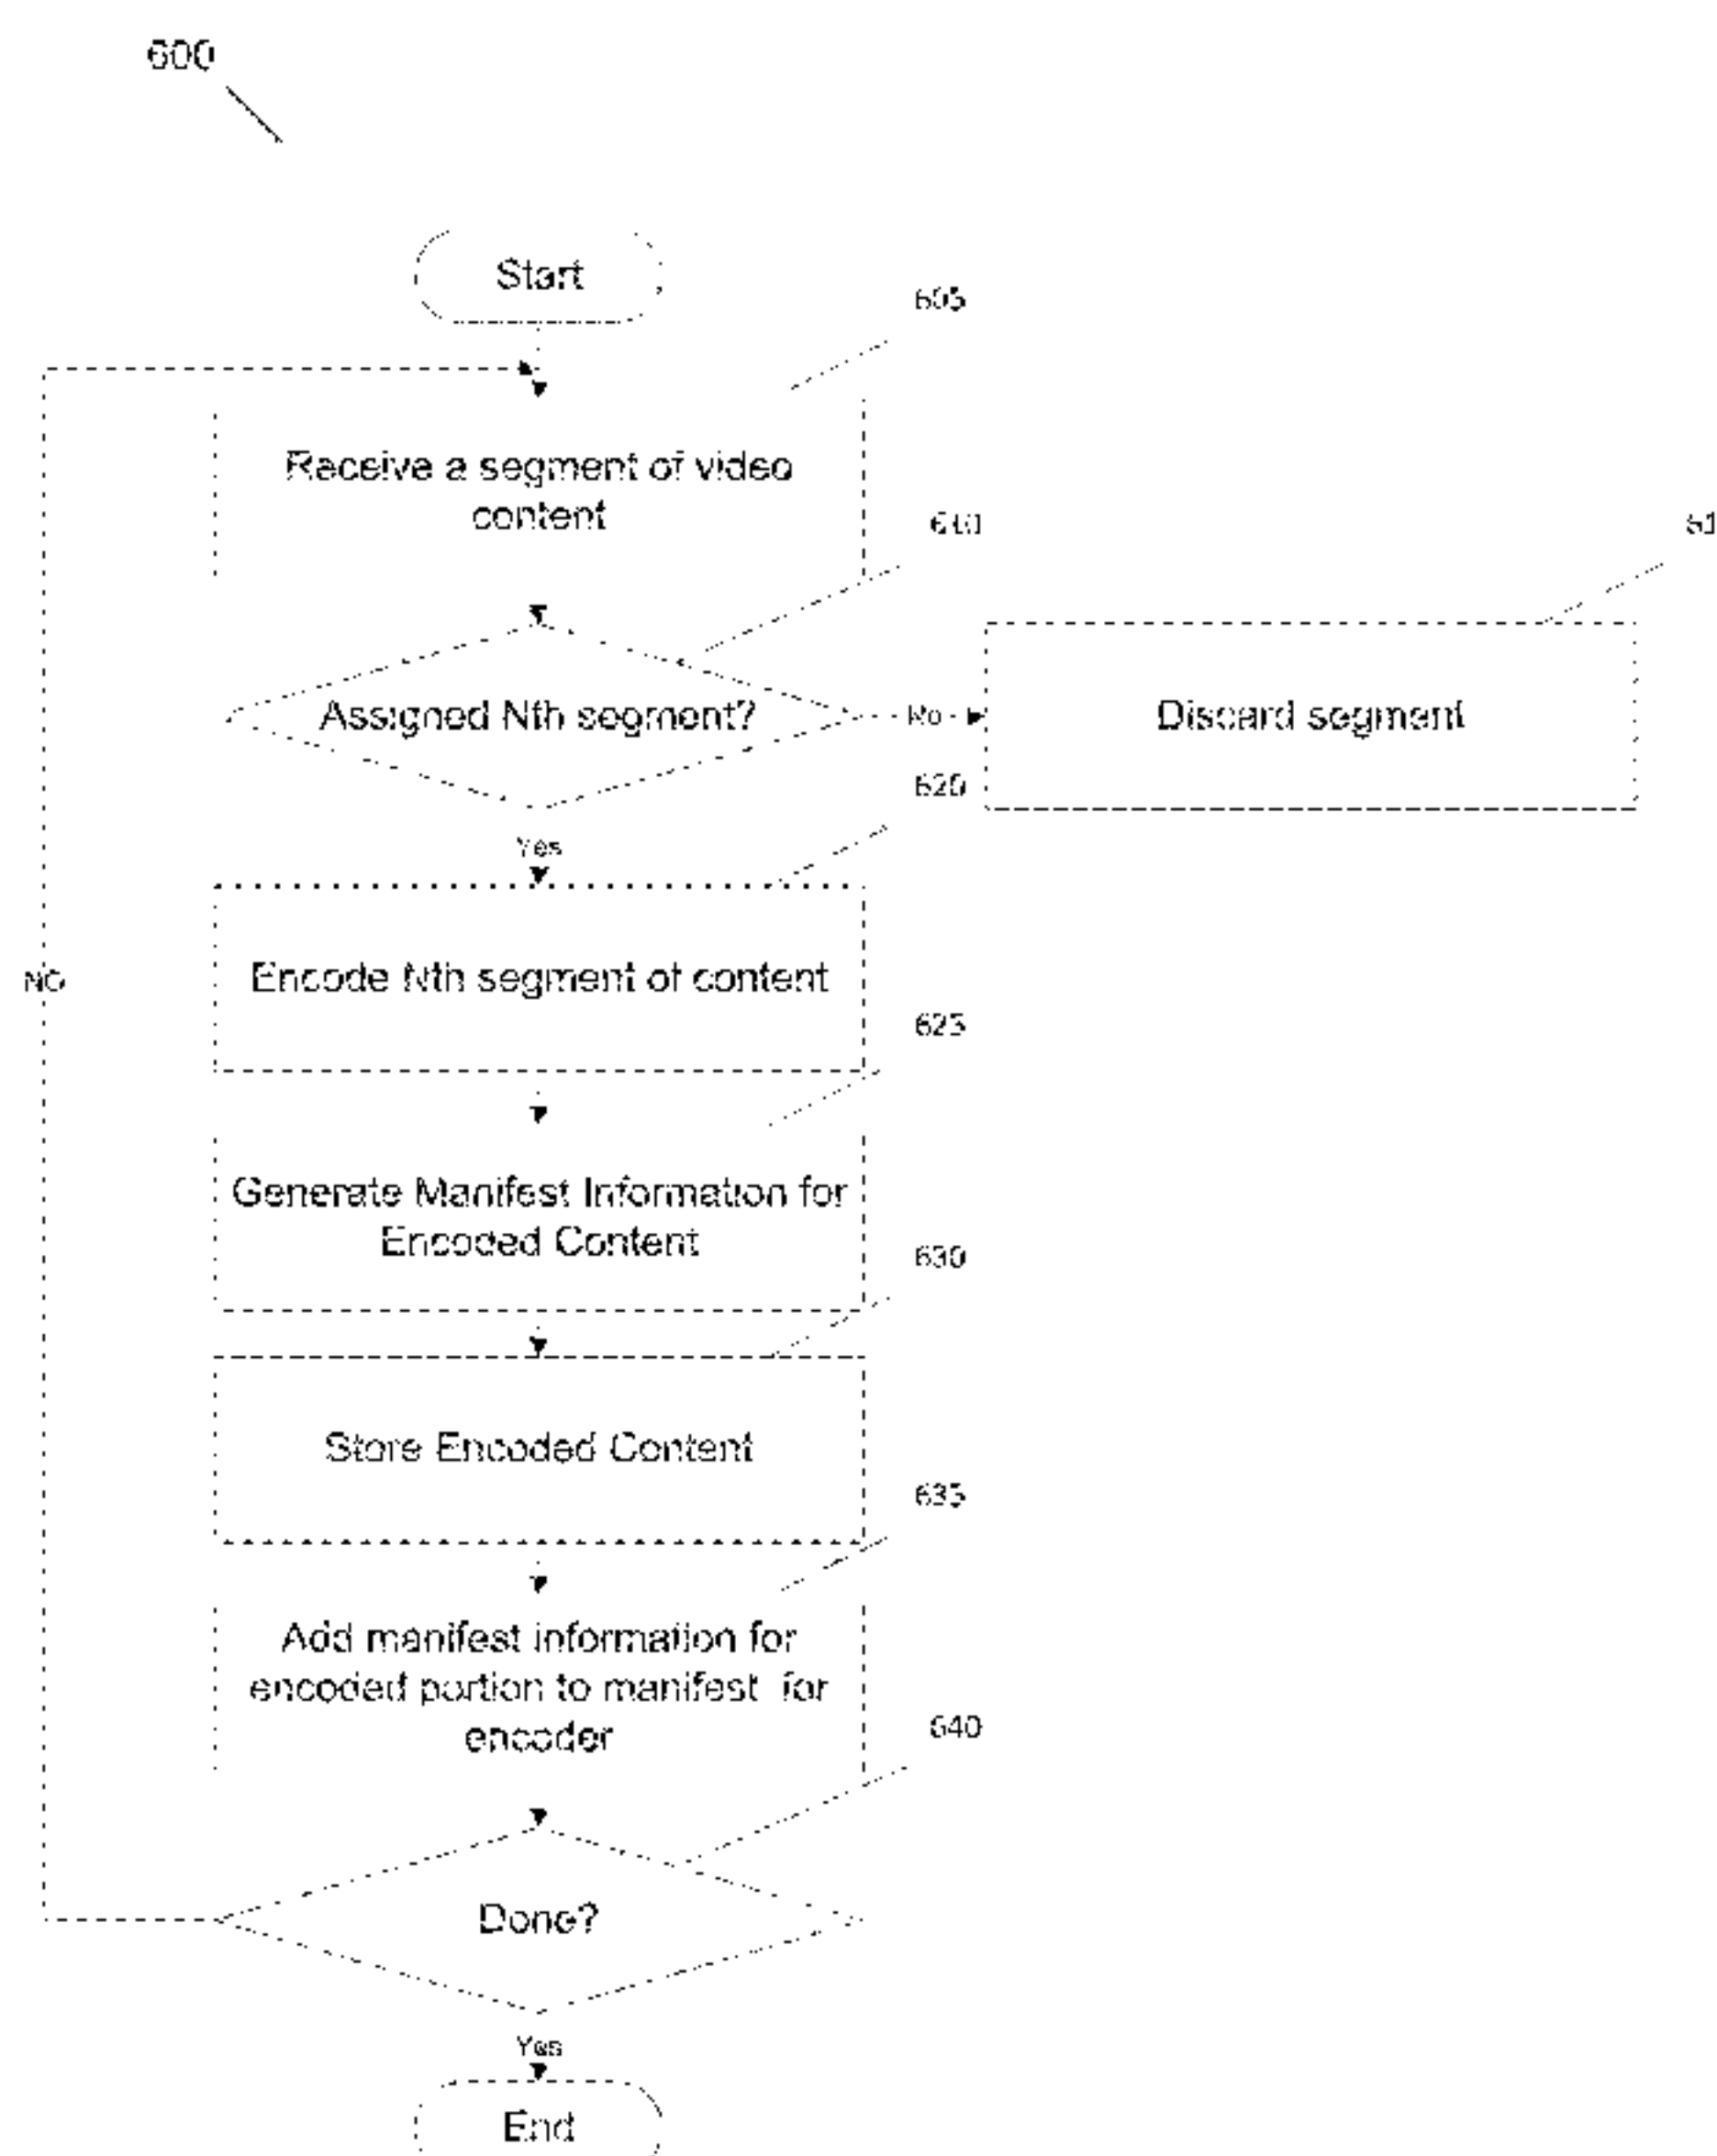 600
Start
605
Receive a segment of video
content
610
61
Assigned Nth segment?
No
Discard segment
620
Yes
Encode Nth segment of content
NO
625
Generate Manifest Information for
Encoded Content
630
Store Encoded Content
635
Add manifest information for
encoded portion to manifest for
encoder
640
Done?
Yes
End